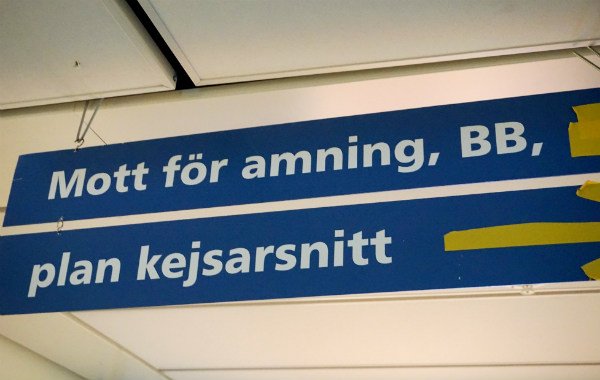 Mott för amning, BB,
plan kejsarsnitt